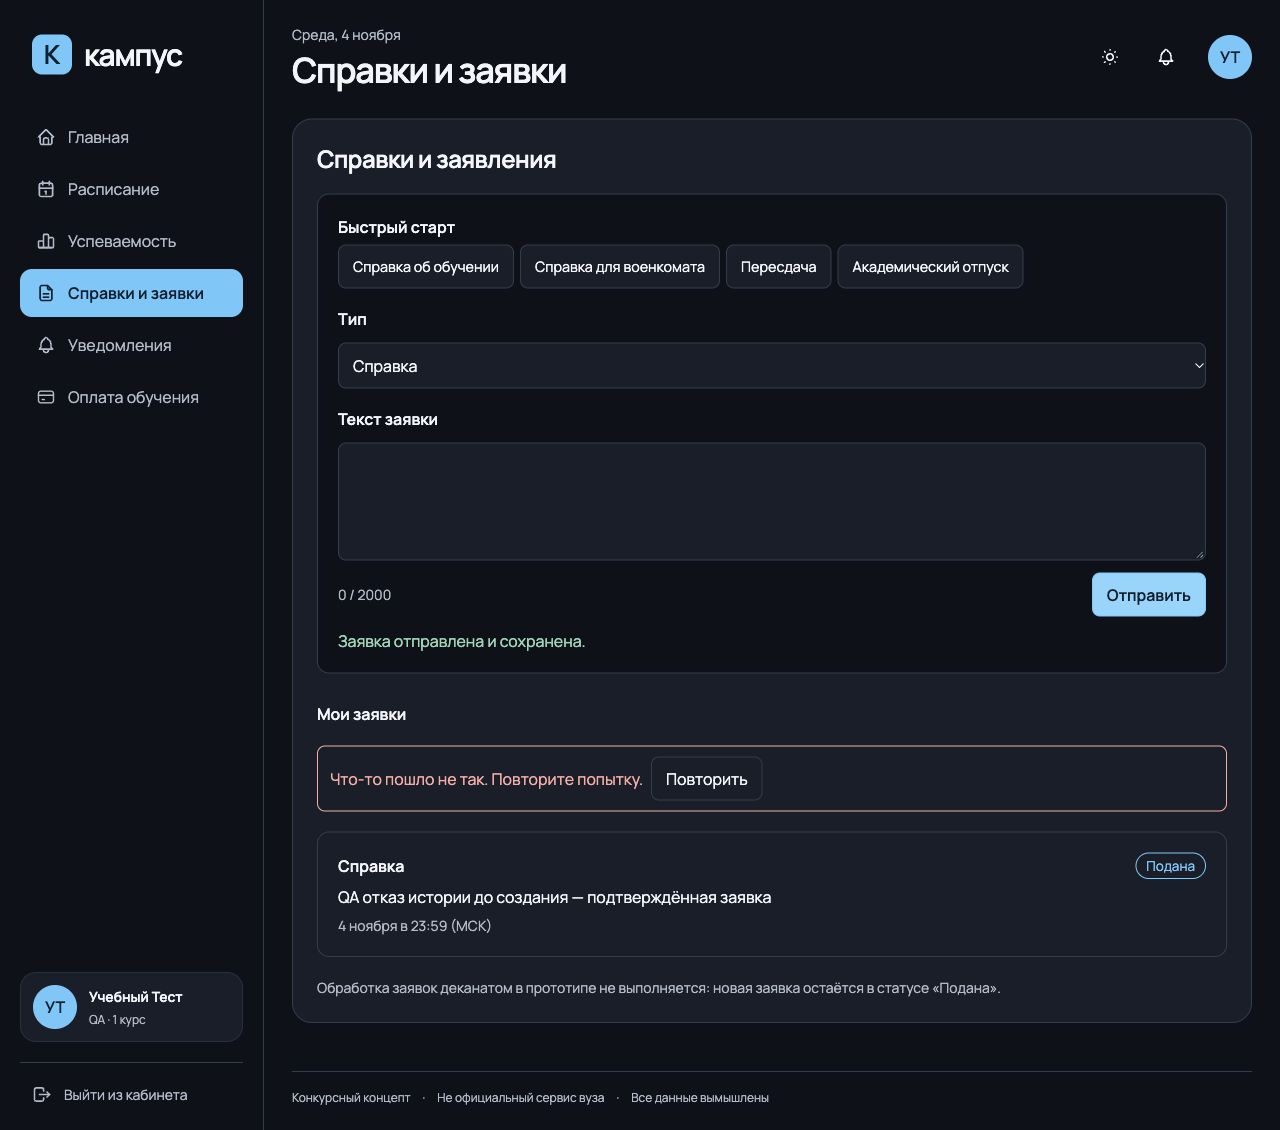 К кампус
Главная
Расписание
Успеваемость
Справки и заявки
Уведомления
Оплата обучения
УТ
Учебный Тест
QA · 1 курс
Выйти из кабинета
Среда, 4 ноября
Справки и заявки
УТ
Справки и заявления
Быстрый старт
Справка об обучении
Справка для военкомата
Пересдача
Академический отпуск
Тип
Справка
Текст заявки
0 / 2000
Отправить
Заявка отправлена и сохранена.
Мои заявки
Что-то пошло не так. Повторите попытку.
Повторить
Справка
Подана
QA отказ истории до создания — подтверждённая заявка
4 ноября в 23:59 (МСК)
Обработка заявок деканатом в прототипе не выполняется: новая заявка остаётся в статусе «Подана».
Конкурсный концепт · Не официальный сервис вуза · Все данные вымышлены